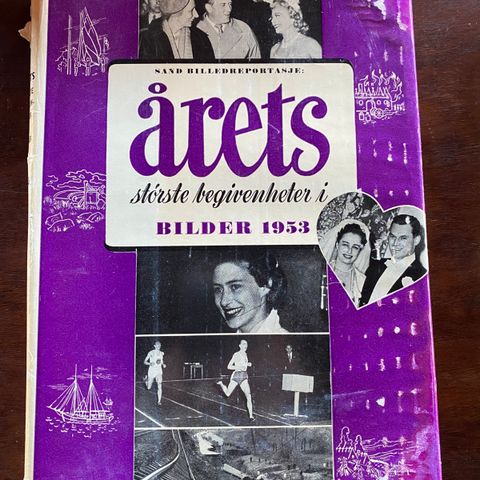 SAND BILLEDREPORTASJE:
årets
største begivenheter i
BILDER 1953